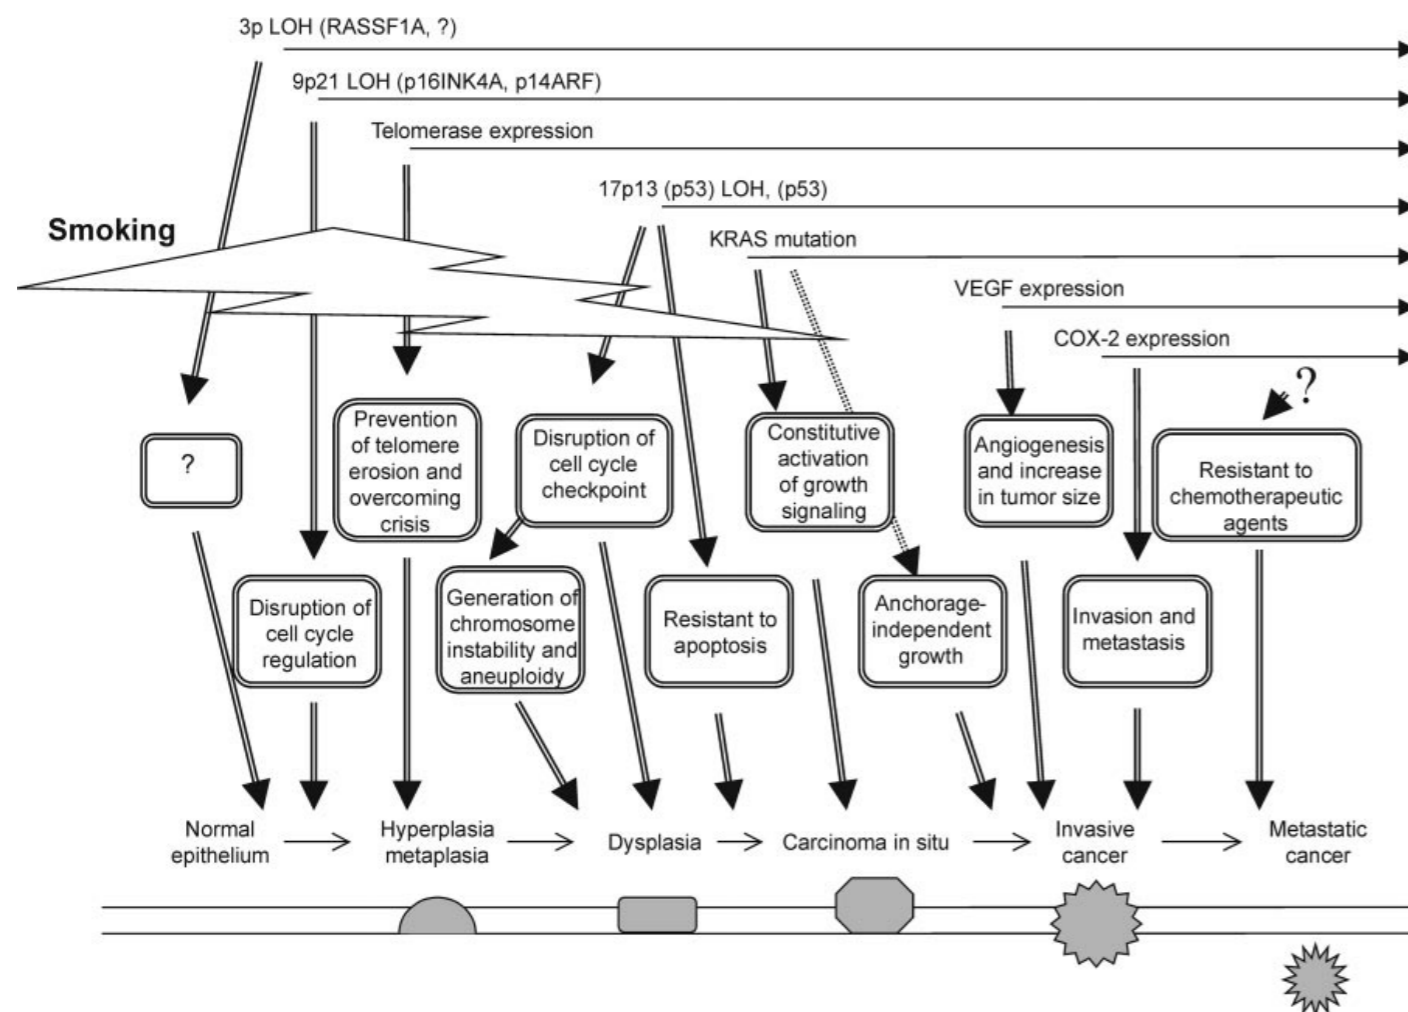 3p LOH (RASSF1A, ?)
9p21 LOH (p16INK4A, p14ARF)
Telomerase expression
17p13 (p53) LOH, (p53)
Smoking
KRAS mutation
VEGF expression
COX-2 expression
?
?
Prevention
of telomere
erosion and
overcoming
crisis
Disruption of
cell cycle
checkpoint
Constitutive
activation
of growth
signaling
Angiogenesis
and increase
in tumor size
Resistant to
chemotherapeutic
agents
Disruption of
cell cycle
regulation
Generation of
chromosome
instability and
aneuploidy
Resistant to
apoptosis
Anchorage-
independent
growth
Invasion and
metastasis
Normal
epithelium
Hyperplasia
metaplasia
Dysplasia
Carcinoma in situ
Invasive
cancer
Metastatic
cancer